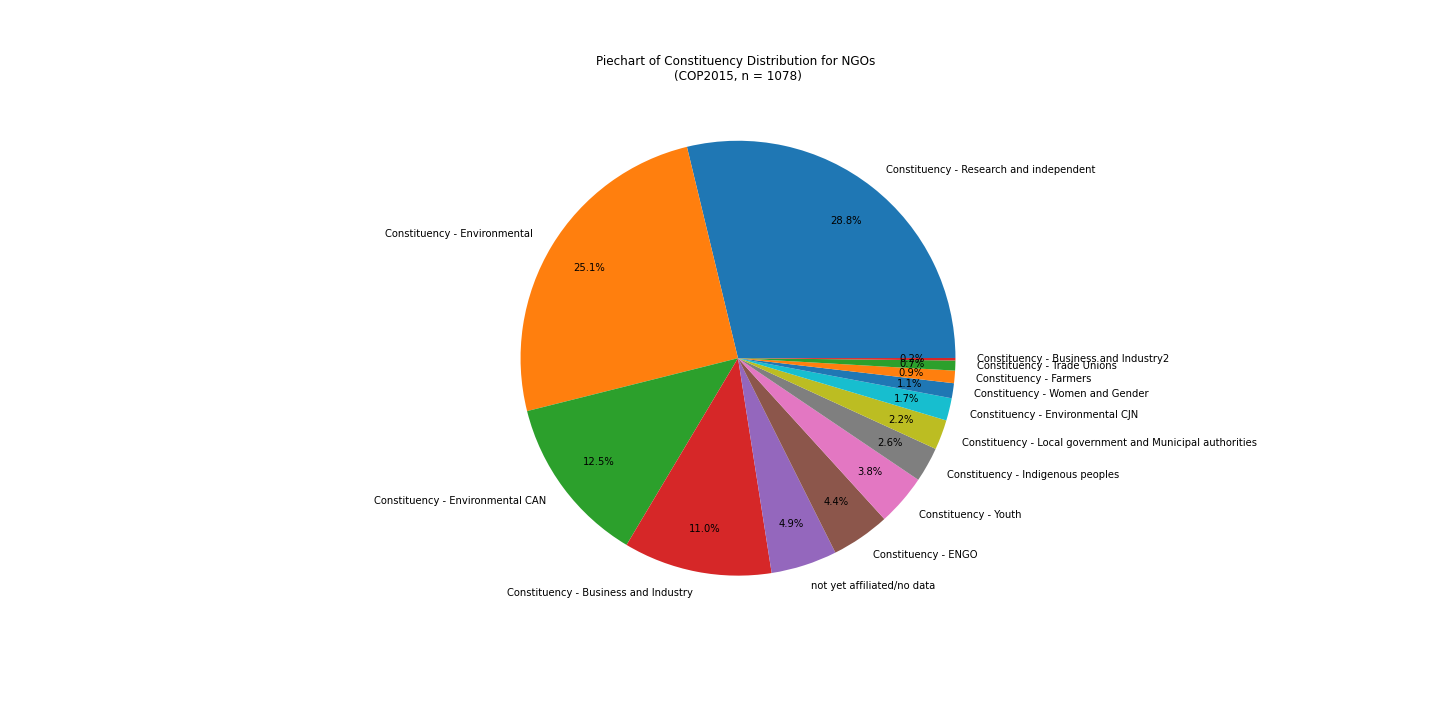 Piechart of Constituency Distribution for NGOs
(COP2015, n = 1078)
Constituency - Research and independent
28.8%
Constituency - Environmental
25.1%
Constituency - Environmental CAN
12.5%
Constituency - Business and Industry
11.0%
not yet affiliated/no data
4.9%
Constituency - ENGO
4.4%
Constituency - Youth
3.8%
Constituency - Indigenous peoples
2.6%
Constituency - Local government and Municipal authorities
2.2%
Constituency - Environmental CJN
1.7%
Constituency - Women and Gender
1.1%
Constituency - Farmers
0.9%
Constituency - Trade Unions
0.7%
Constituency - Business and Industry2
0.2%